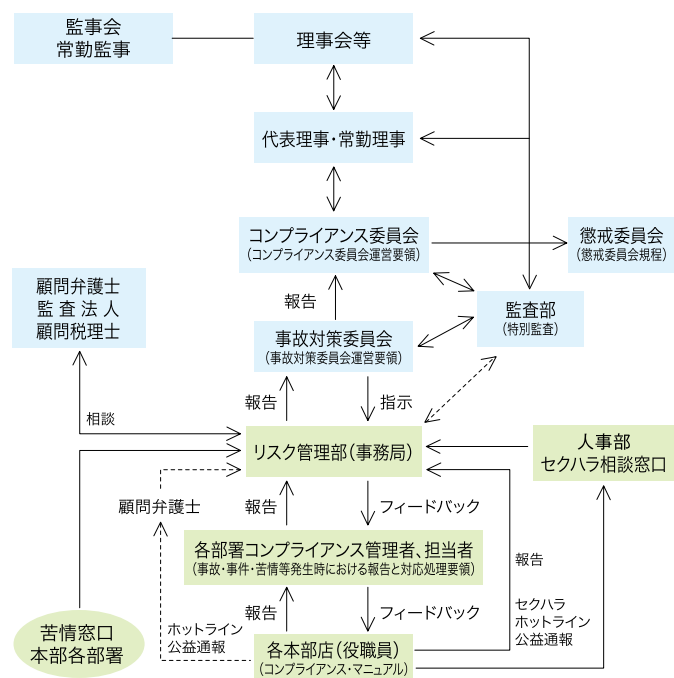 監事会
常勤監事
理事会等
代表理事・常勤理事
コンプライアンス委員会
（コンプライアンス委員会運営要領）
懲戒委員会
（懲戒委員会規程）
顧問弁護士
監査法人
顧問税理士
報告
監査部
（特別監査）
事故対策委員会
（事故対策委員会運営要領）
報告
指示
相談
リスク管理部（事務局）
人事部
セクハラ相談窓口
顧問弁護士
報告
フィードバック
各部署コンプライアンス管理者、担当者
（事故・事件・苦情等発生時における報告と対応処理要領）
報告
報告
フィードバック
セクハラ
ホットライン
公益通報
苦情窓口
本部各部署
ホットライン
公益通報
各本部店（役職員）
（コンプライアンス・マニュアル）